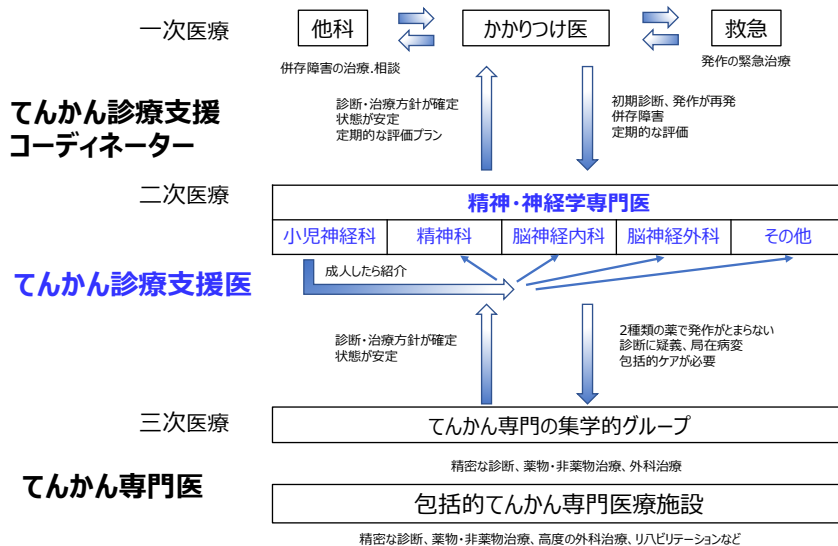 一次医療
他科
かかりつけ医
救急
併存障害の治療.相談
発作の緊急治療
てんかん診療支援
コーディネーター
診断・治療方針が確定
状態が安定
定期的な評価プラン
初期診断、発作が再発
併存障害
定期的な評価
二次医療
精神・神経学専門医
小児神経科
精神科
脳神経内科
脳神経外科
その他
てんかん診療支援医
成人したら紹介
診断・治療方針が確定
状態が安定
2種類の薬で発作がとまらない
診断に疑義、局在病変
包括的ケアが必要
三次医療
てんかん専門の集学的グループ
精密な診断、薬物・非薬物治療、外科治療
てんかん専門医
包括的てんかん専門医療施設
精密な診断、薬物・非薬物治療、高度の外科治療、リハビリテーションなど